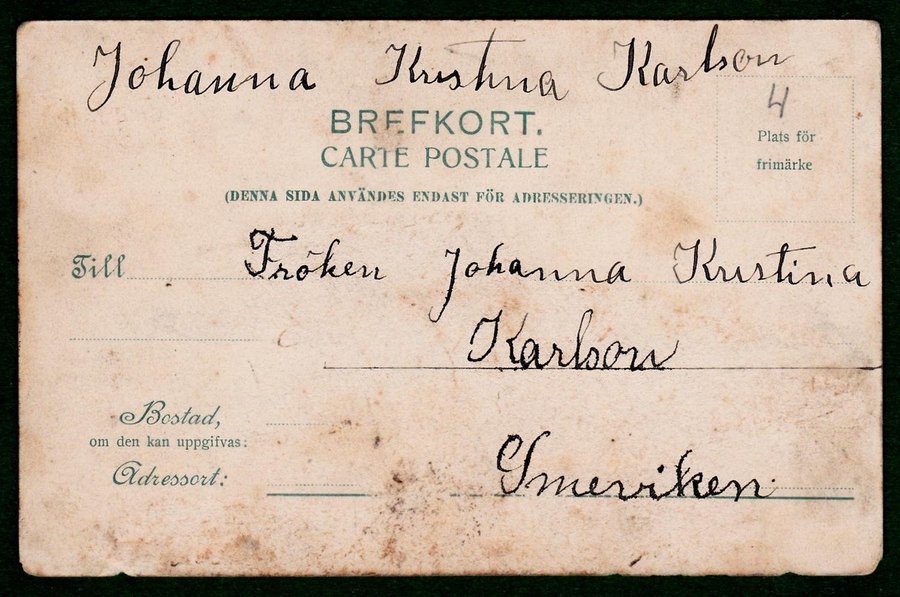 Johanna Kristina Karlson
4
BREFKORT.
CARTE POSTALE
Plats för
frimärke
(DENNA SIDA ANVÄNDES ENDAST FÖR ADRESSERINGEN.)
Till Fröken Johanna Kristina
Karlson
Bostad,
om den kan uppgifvas:
Adressort: Smeviken